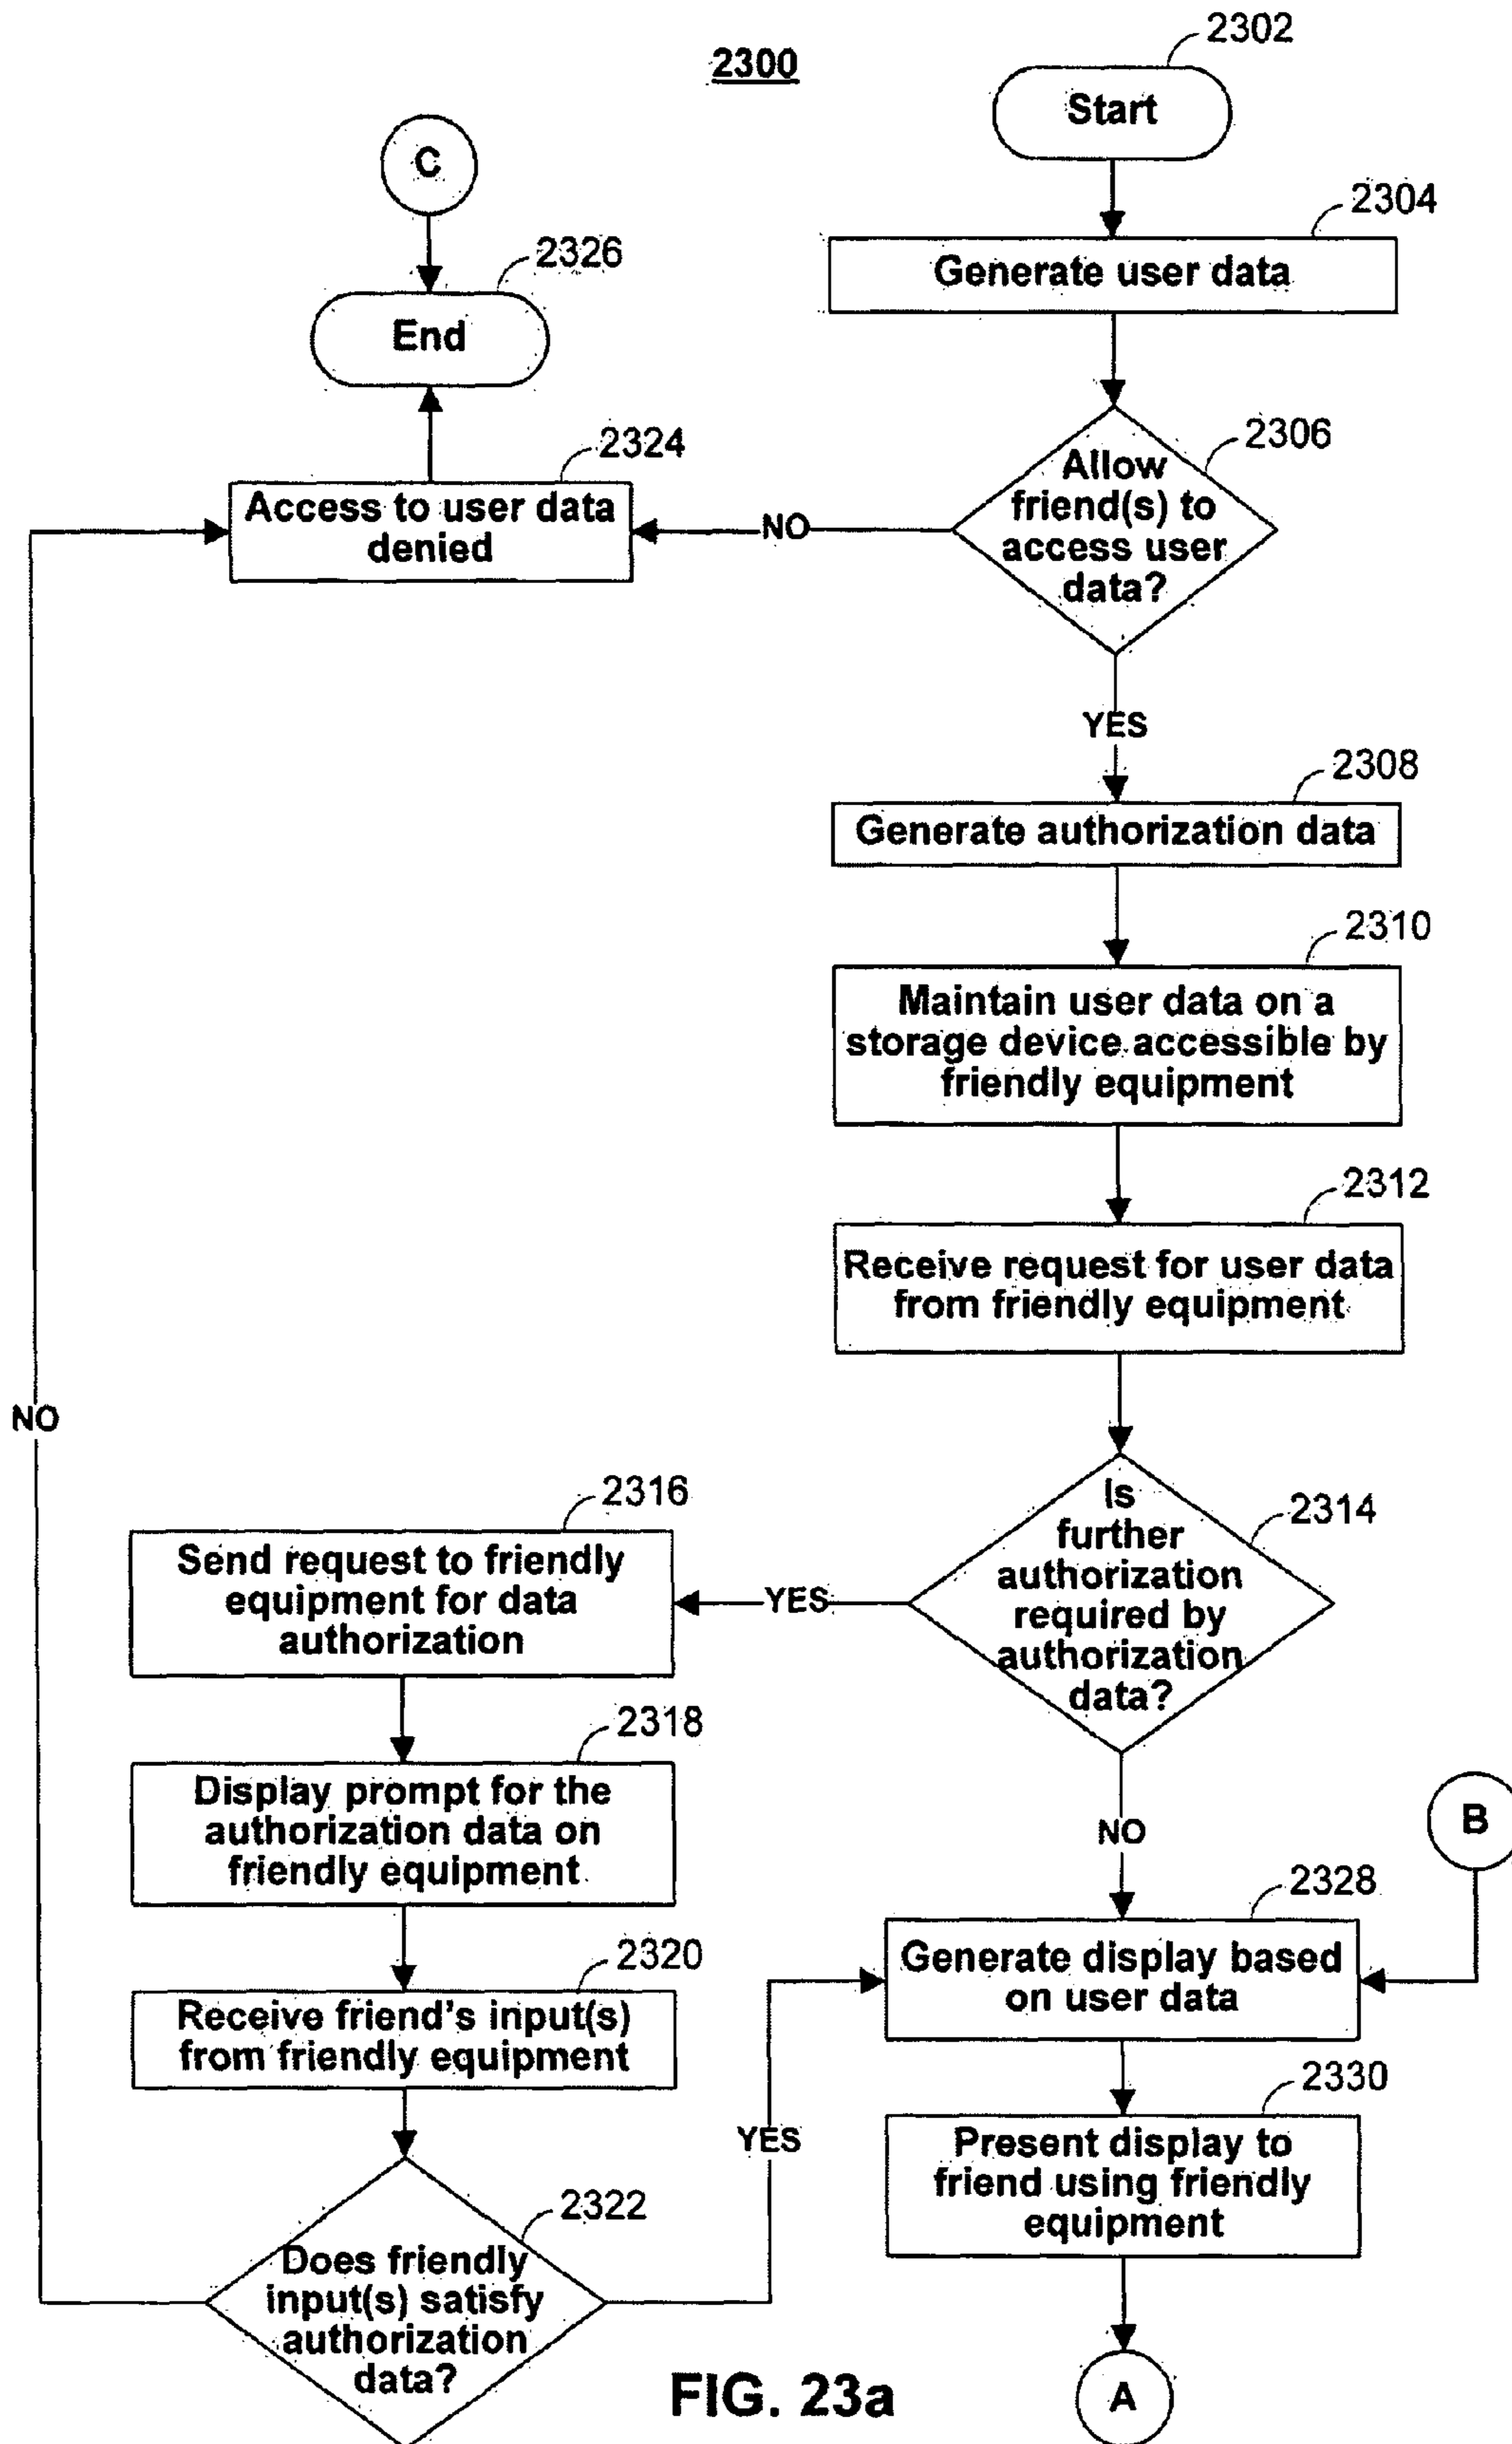 2300
2302
Start
C
2304
Generate user data
2326
End
2306
Allow
friend(s) to
access user
data?
2324
Access to user data
denied
NO
YES
2308
Generate authorization data
2310
Maintain user data on a
storage device accessible by
friendly equipment
2312
Receive request for user data
from friendly equipment
NO
2314
Is
further
authorization
required by
authorization
data?
YES
2316
Send request to friendly
equipment for data
authorization
2318
Display prompt for the
authorization data on
friendly equipment
NO
B
2328
Generate display based
on user data
2320
Receive friend's input(s)
from friendly equipment
2330
Present display to
friend using friendly
equipment
YES
2322
Does friendly
input(s) satisfy
authorization
data?
A
FIG. 23a